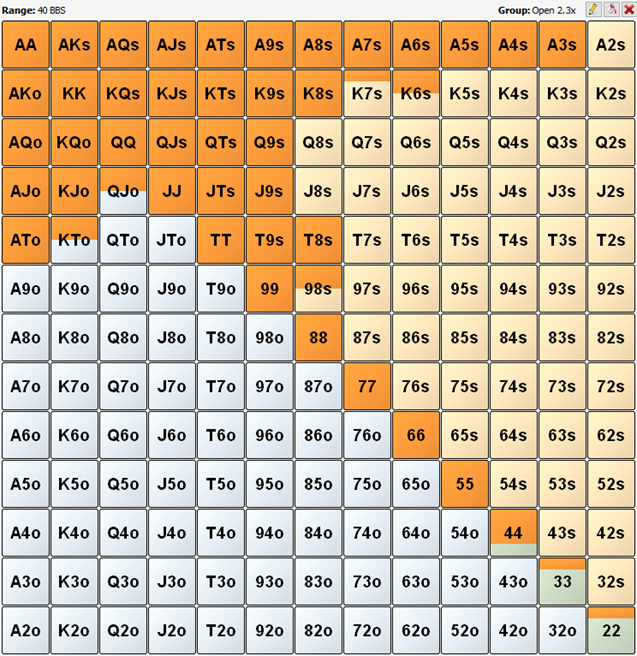 Range: 40 BBS Group: Open 2.3x
AA AKs AQs AJs ATs A9s A8s A7s A6s A5s A4s A3s A2s
AKo KK KQs KJs KTs K9s K8s K7s K6s K5s K4s K3s K2s
AQo KQo QQ QJs QTs Q9s Q8s Q7s Q6s Q5s Q4s Q3s Q2s
AJo KJo QJo JJ JTs J9s J8s J7s J6s J5s J4s J3s J2s
ATo KTo QTo JTo TT T9s T8s T7s T6s T5s T4s T3s T2s
A9o K9o Q9o J9o T9o 99 98s 97s 96s 95s 94s 93s 92s
A8o K8o Q8o J8o T8o 98o 88 87s 86s 85s 84s 83s 82s
A7o K7o Q7o J7o T7o 97o 87o 77 76s 75s 74s 73s 72s
A6o K6o Q6o J6o T6o 96o 86o 76o 66 65s 64s 63s 62s
A5o K5o Q5o J5o T5o 95o 85o 75o 65o 55 54s 53s 52s
A4o K4o Q4o J4o T4o 94o 84o 74o 64o 54o 44 43s 42s
A3o K3o Q3o J3o T3o 93o 83o 73o 63o 53o 43o 33 32s
A2o K2o Q2o J2o T2o 92o 82o 72o 62o 52o 42o 32o 22